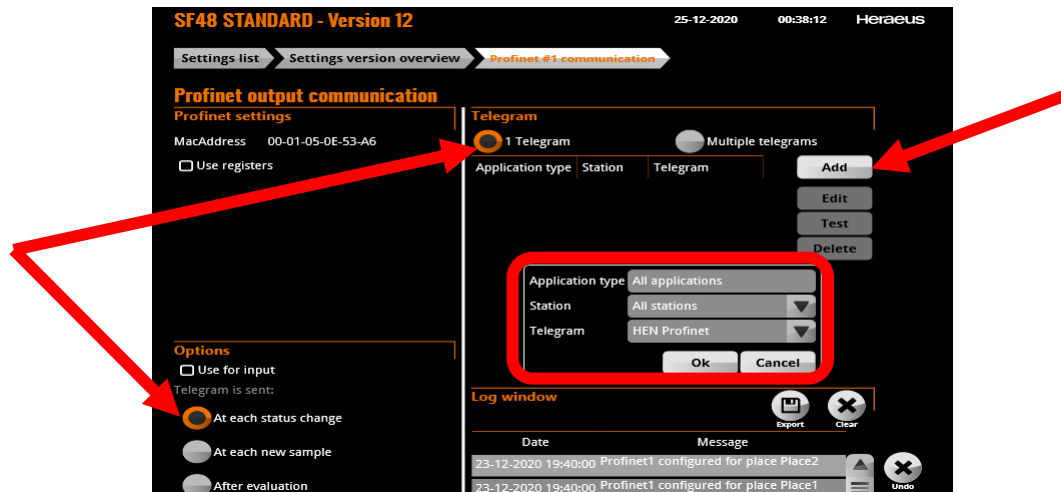 SF48 STANDARD - Version 12
25-12-2020 00:38:12 Heraeus
Settings list Settings version overview Profinet #1 communication
Profinet output communication
Profinet settings
MacAddress 00-01-05-0E-53-A6
Use registers
Telegram
1 Telegram Multiple telegrams
Application type Station Telegram
Add
Edit
Test
Delete
Application type All applications
Station All stations
Telegram HEN Profinet
Ok Cancel
Options
Use for input
Telegram is sent:
At each status change
At each new sample
After evaluation
Log window
Export Clear
Date Message
23-12-2020 19:40:00 Profinet1 configured for place Place2
23-12-2020 19:40:00 Profinet1 configured for place Place1
Undo